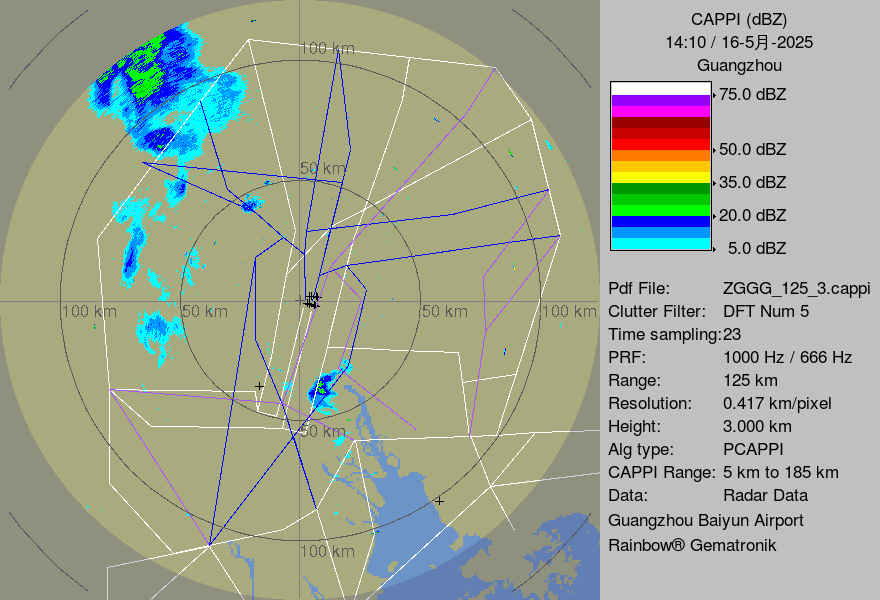 CAPPI (dBZ)
14:10 / 16-5月-2025
Guangzhou
75.0 dBZ
50.0 dBZ
35.0 dBZ
20.0 dBZ
5.0 dBZ
100 km
50 km
100 km
50 km
50 km
100 km
50 km
100 km
Pdf File: ZGGG_125_3.cappi
Clutter Filter: DFT Num 5
Time sampling:23
PRF: 1000 Hz / 666 Hz
Range: 125 km
Resolution: 0.417 km/pixel
Height: 3.000 km
Alg type: PCAPPI
CAPPI Range: 5 km to 185 km
Data: Radar Data
Guangzhou Baiyun Airport
Rainbow® Gematronik